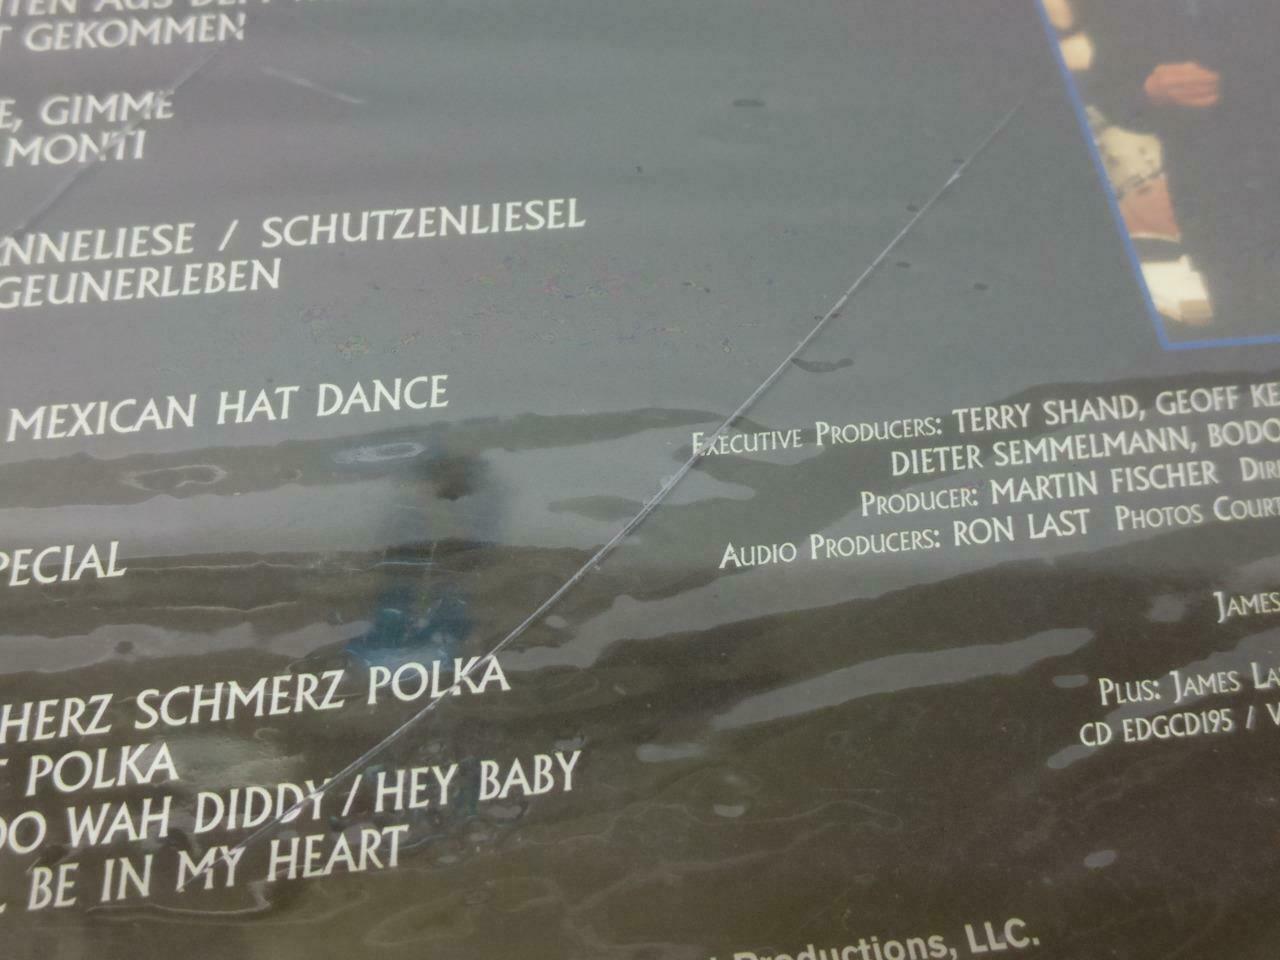 AUS
T GEKOMMEN
E, GIMME
MONTI
NNELIESE / SCHUTZENLIESEL
GEUNERLEBEN
MEXICAN HAT DANCE
PECIAL
HERZ SCHMERZ POLKA
POLKA
OO WAH DIDDY / HEY BABY
BE IN MY HEART
EXECUTIVE PRODUCERS: TERRY SHAND, GEOFF KE
DIETER SEMMELMANN, BODO
PRODUCER: MARTIN FISCHER DIR
AUDIO PRODUCERS: RON LAST PHOTOS COURT
JAMES
PLUS: JAMES LA
CD EDGCD195 / V
Productions, LLC.